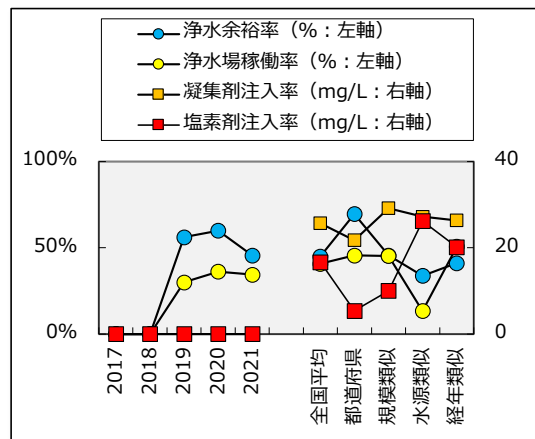 浄水余裕率（%：左軸）
浄水場稼働率（%：左軸）
凝集剤注入率（mg/L：右軸）
塩素剤注入率（mg/L：右軸）
100%
50%
0%
40
20
0
2017
2018
2019
2020
2021
全国平均
都道府県
規模類似
水源類似
経年類似